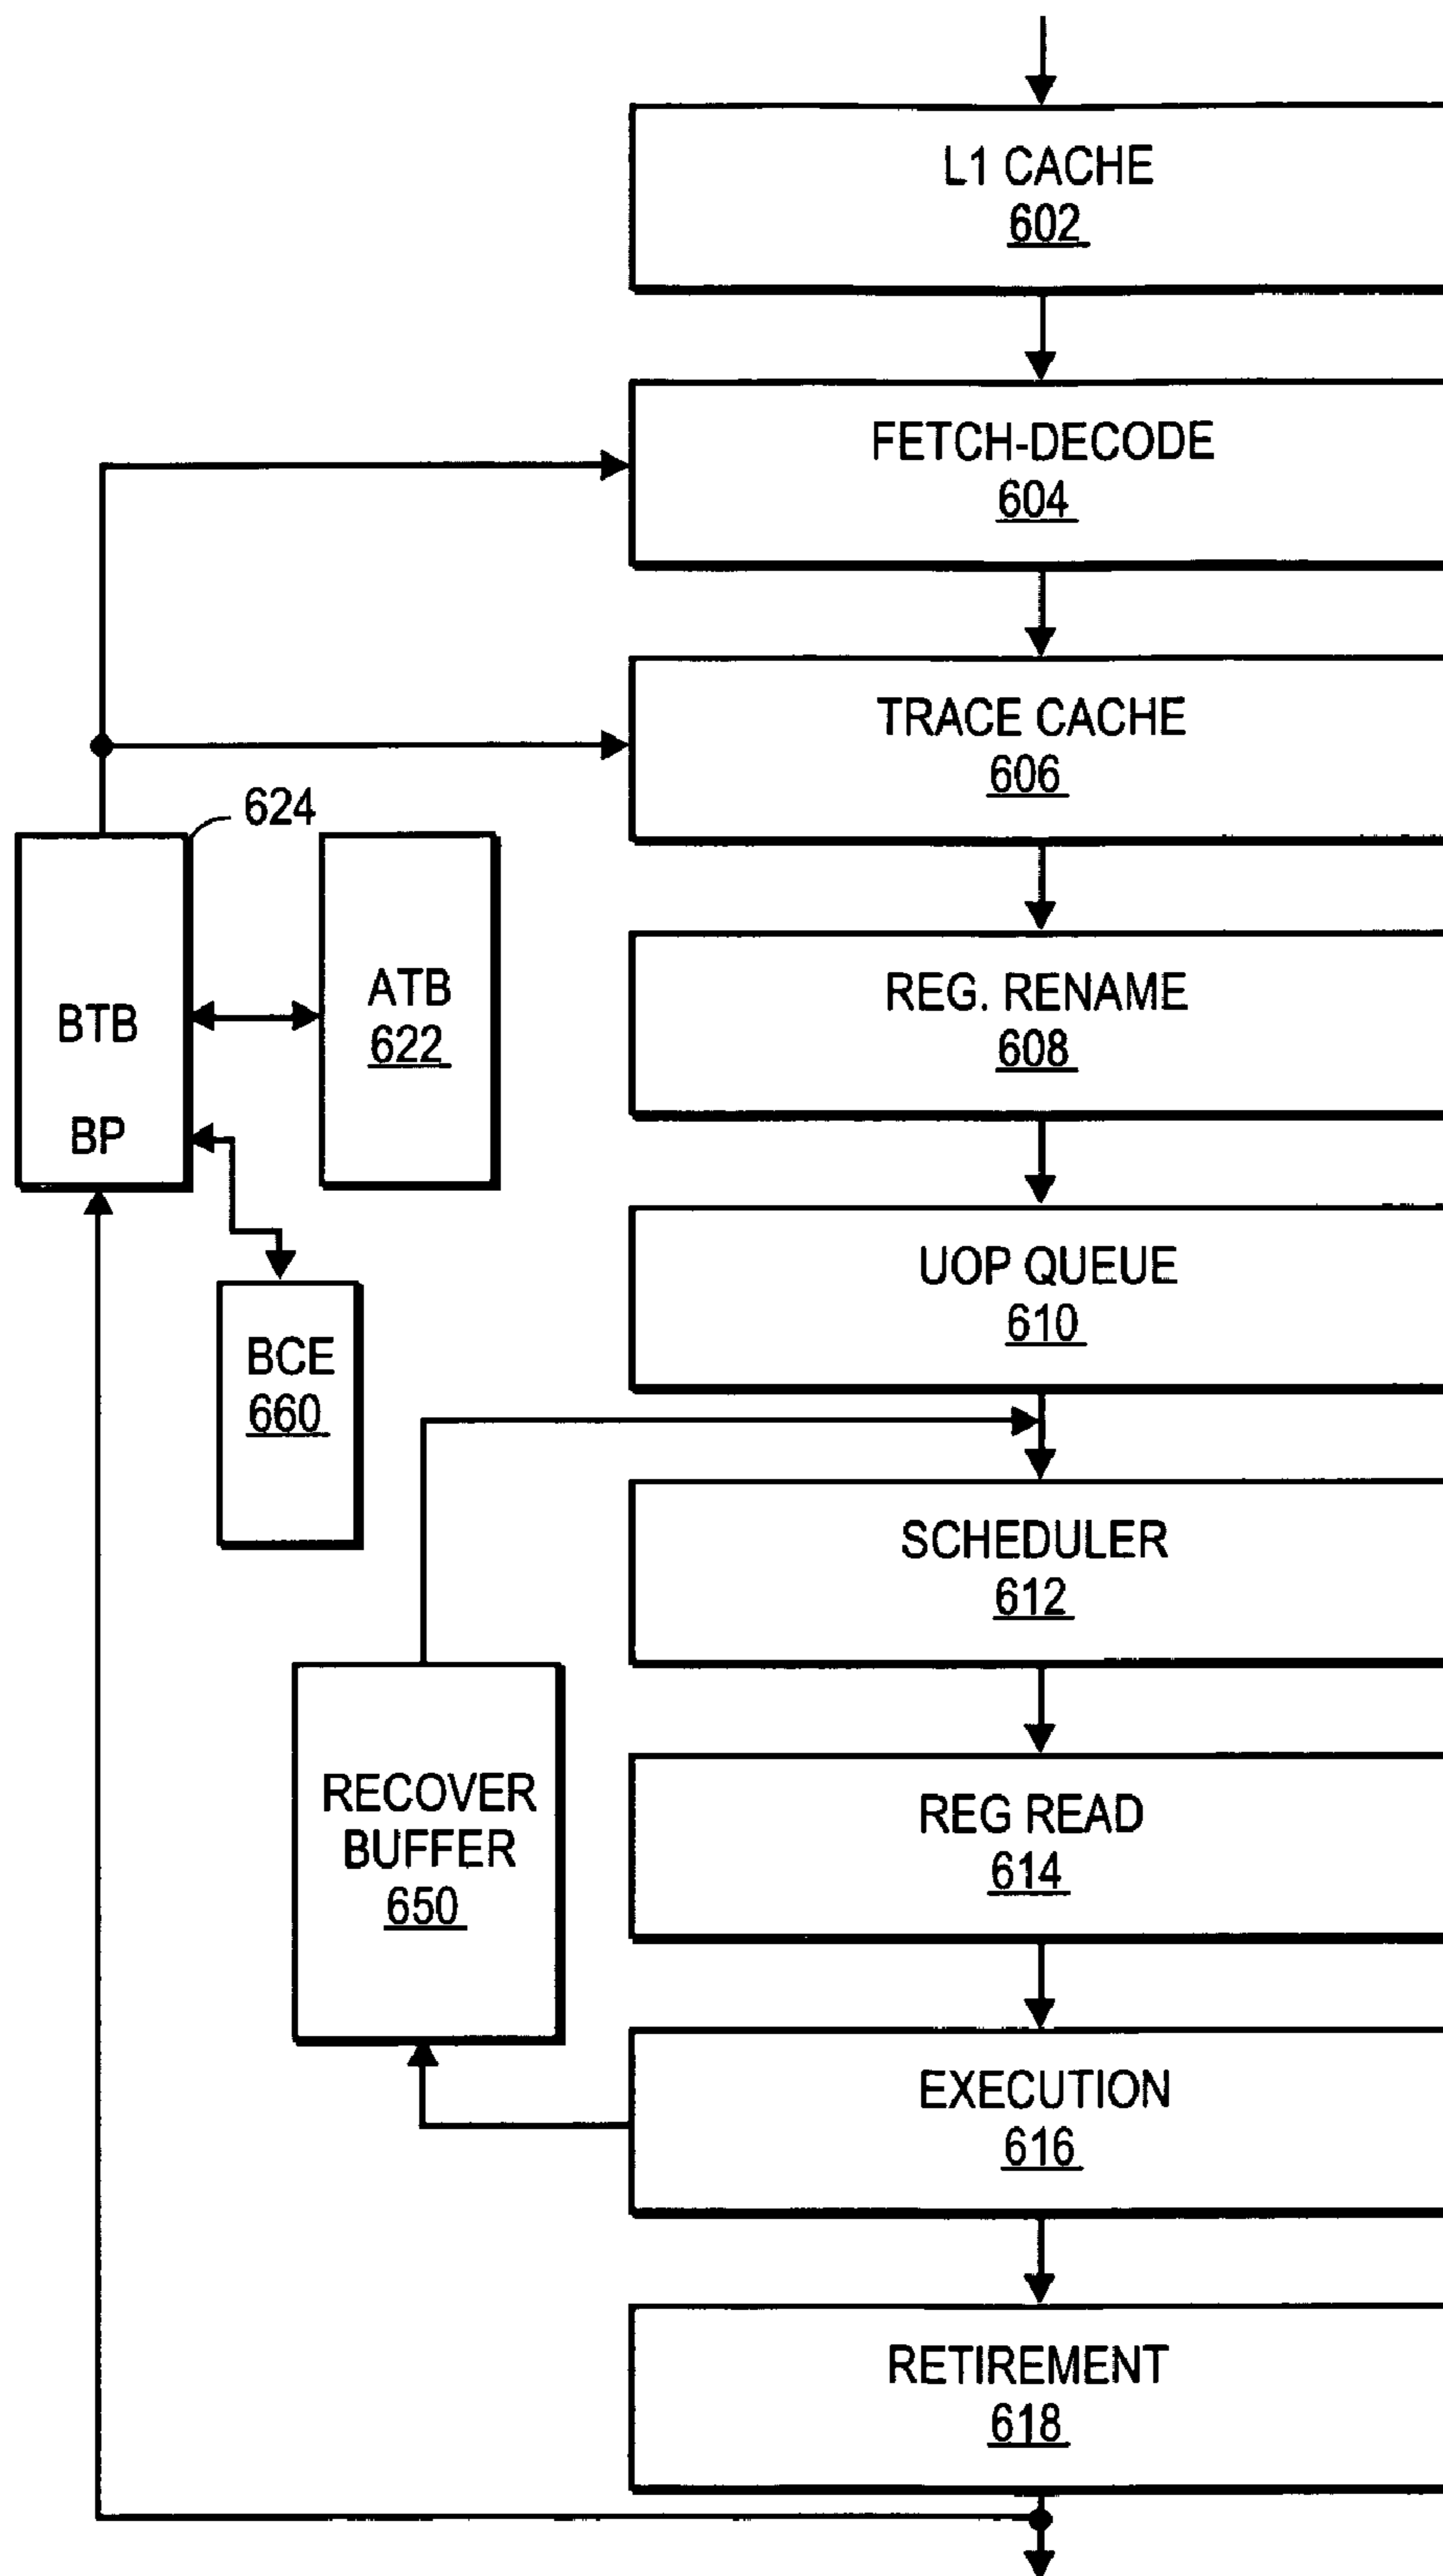 L1 CACHE
602
FETCH-DECODE
604
TRACE CACHE
606
624
BTB
BP
ATB
622
REG. RENAME
608
UOP QUEUE
610
BCE
660
SCHEDULER
612
RECOVER
BUFFER
650
REG READ
614
EXECUTION
616
RETIREMENT
618